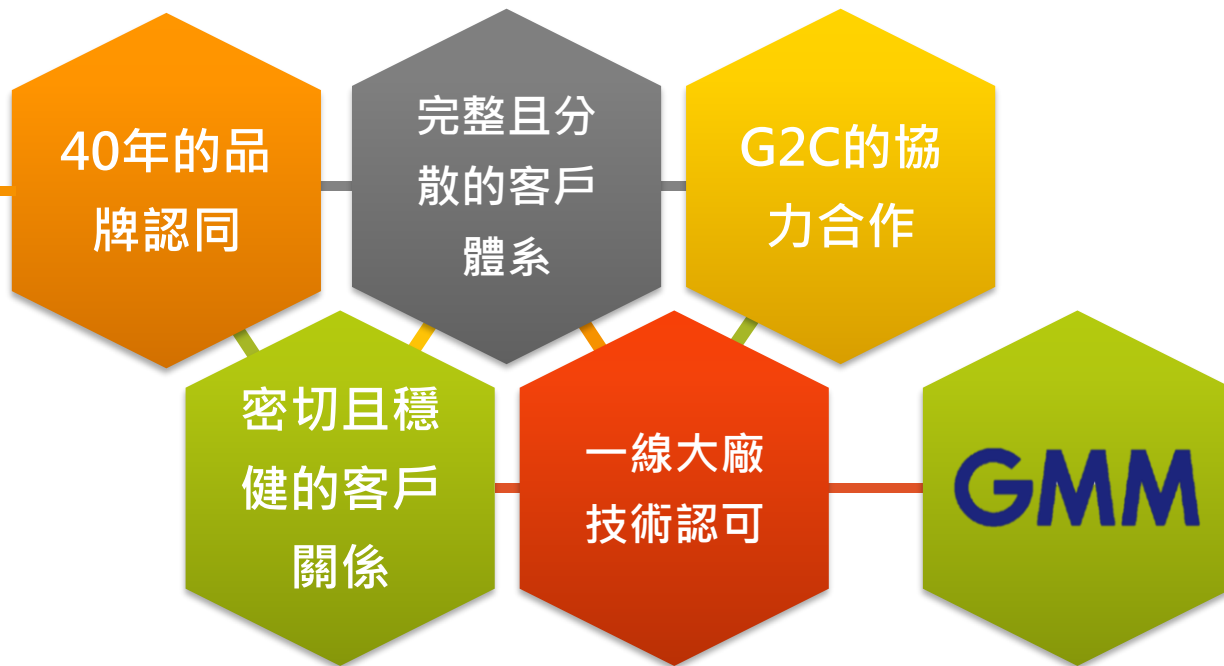 40年的品
牌認同
完整且分
散的客戶
體系
G2C的協
力合作
密切且穩
健的客戶
關係
一線大廠
技術認可
GMM